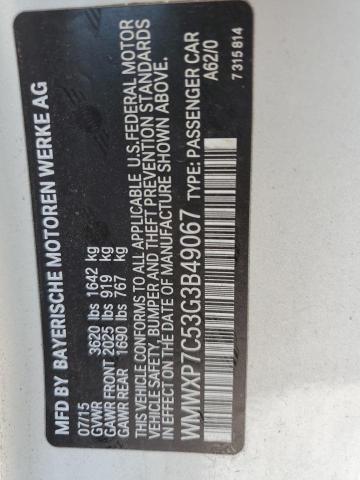 MFD BY BAYERISCHE MOTOREN WERKE AG
07/15
GVWR 3620 lbs 1642 kg
GAWR FRONT 2025 lbs 919 kg
GAWR REAR 1690 lbs 767 kg
THIS VEHICLE CONFORMS TO ALL APPLICABLE U.S.FEDERAL MOTOR
VEHICLE SAFETY, BUMPER AND THEFT PREVENTION STANDARDS
IN EFFECT ON THE DATE OF MANUFACTURE SHOWN ABOVE.
WMWXP7C53G3B49067 TYPE: PASSENGER CAR
A62/0
7 315 814